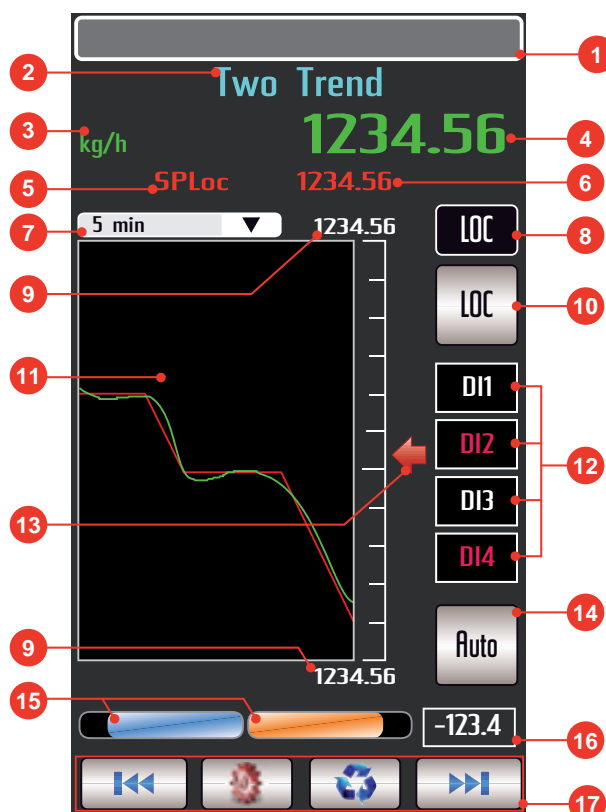 1
2 Two Trend
3 kg/h 1234.56 4
5 SPLoc 1234.56 6
7 5 min 1234.56 LOC 8
9 LOC 10
11 DI1
DI2 12
13 DI3
DI4
14
Auto
9 1234.56
15 -123.4 16
17